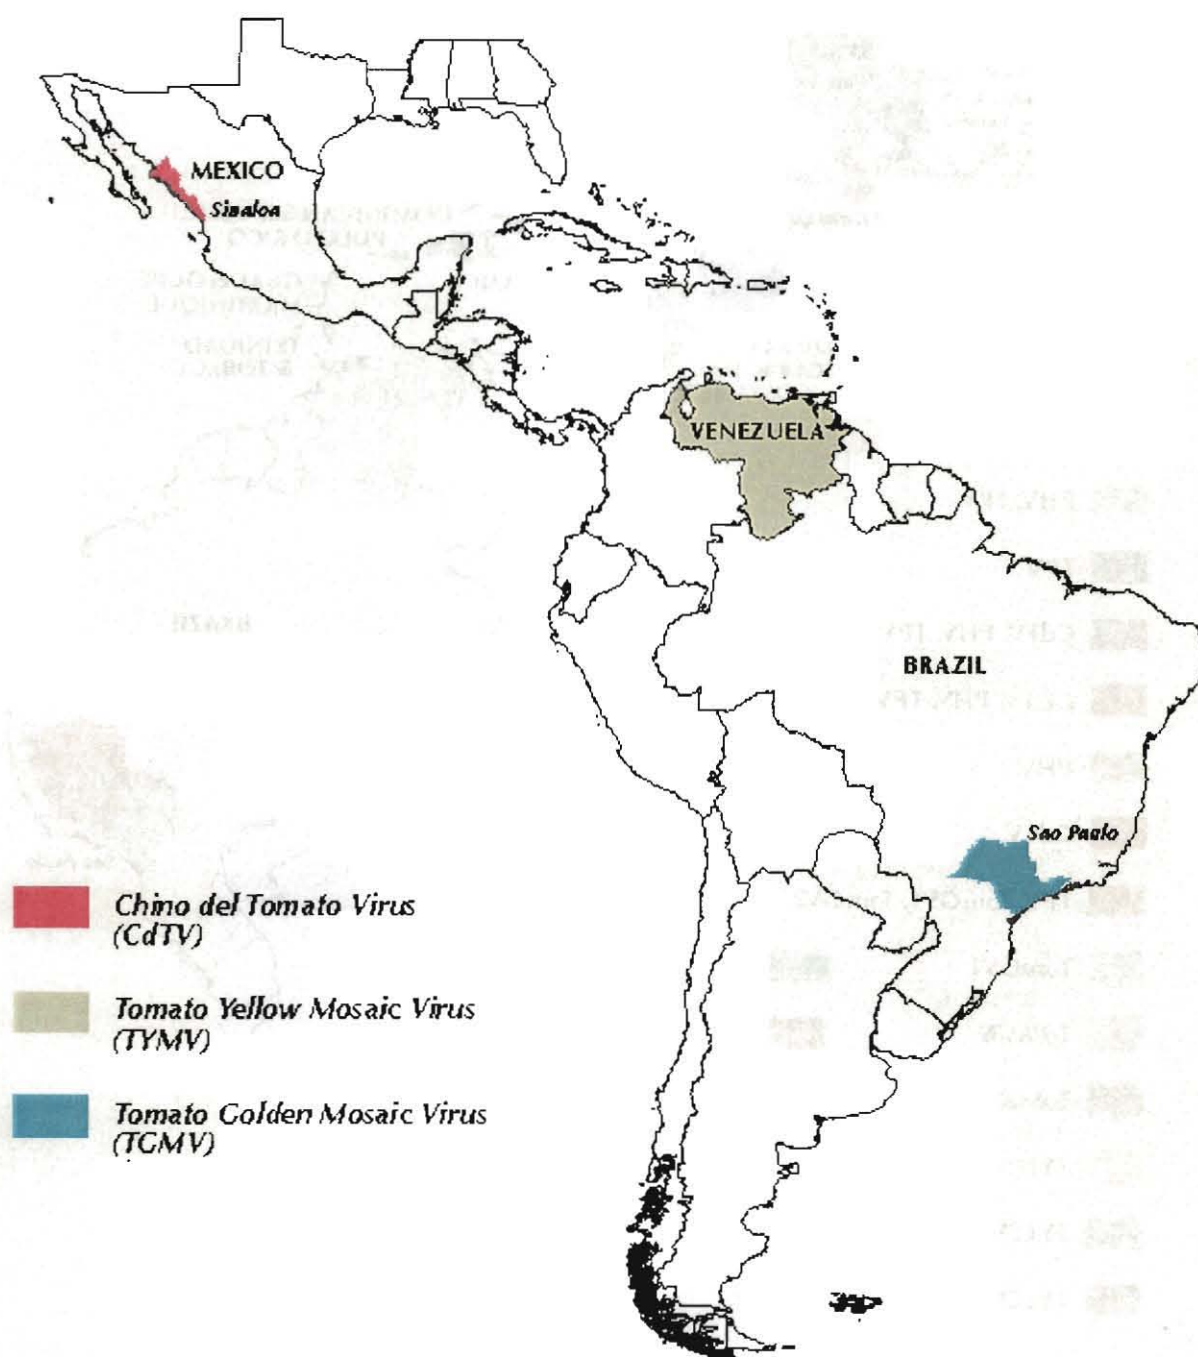 MEXICO
Sinaloa
VENEZUELA
BRAZIL
Sao Paulo
Chino del Tomato Virus
(CdTV)
Tomato Yellow Mosaic Virus
(TYMV)
Tomato Golden Mosaic Virus
(TGMV)